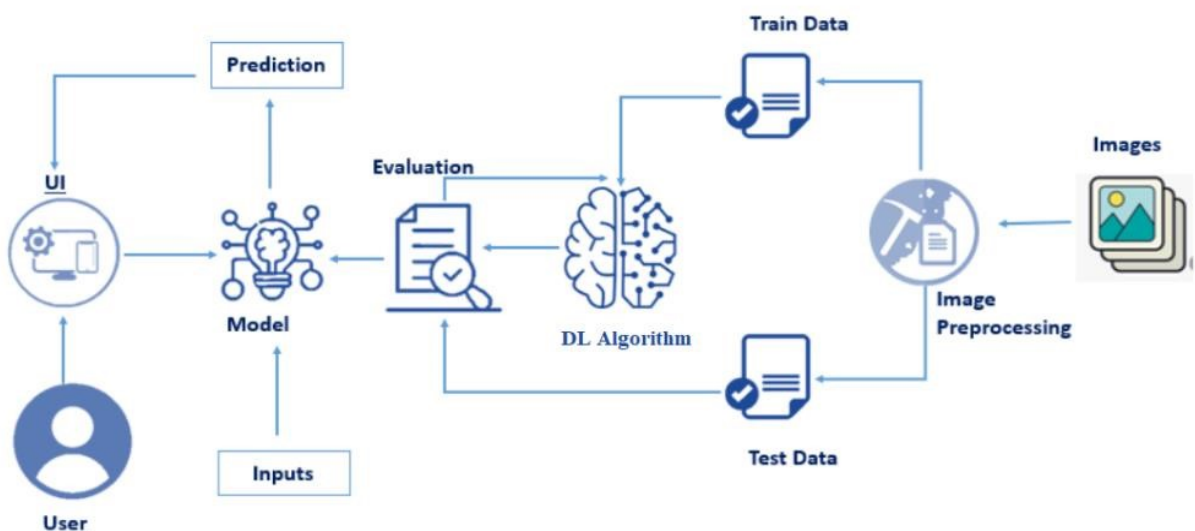 Train Data
Prediction
Images
Evaluation
UI
Image
Preprocessing
Model
DL Algorithm
Inputs
Test Data
User